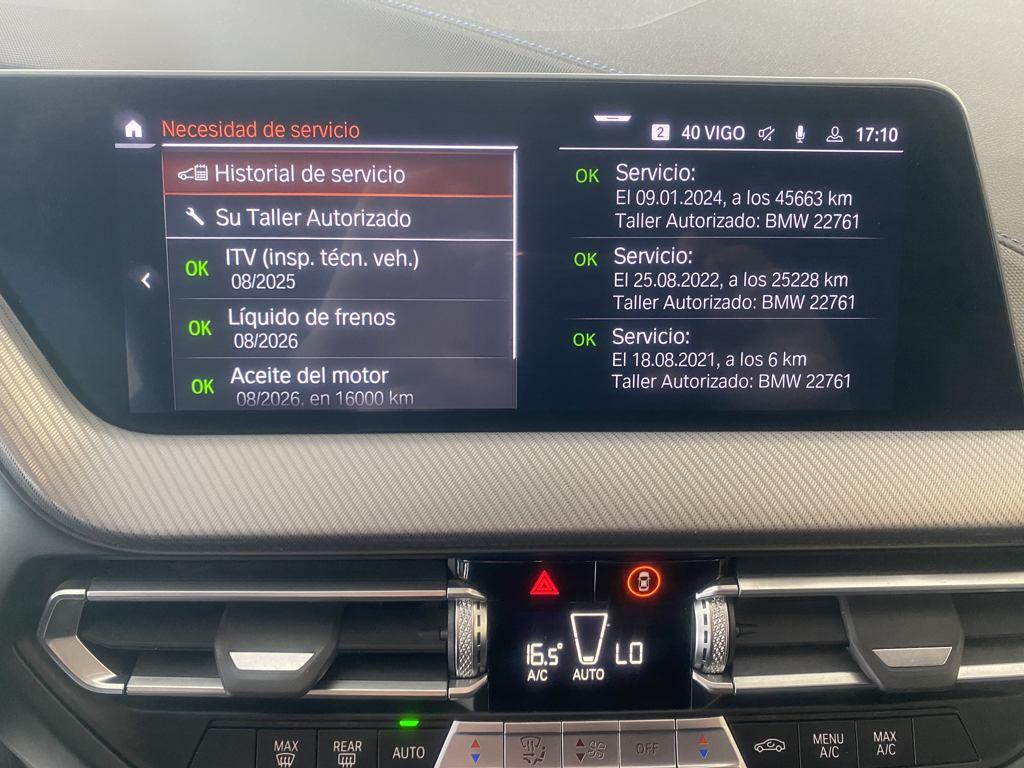 Necesidad de servicio
2 40 VIGO 17:10
Historial de servicio
Su Taller Autorizado
OK ITV (insp. técn. veh.)
08/2025
OK Líquido de frenos
08/2026
OK Aceite del motor
08/2026, en 16000 km
OK Servicio:
El 09.01.2024, a los 45663 km
Taller Autorizado: BMW 22761
OK Servicio:
El 25.08.2022, a los 25228 km
Taller Autorizado: BMW 22761
OK Servicio:
El 18.08.2021, a los 6 km
Taller Autorizado: BMW 22761
16.5° LO
A/C AUTO
MAX
REAR
AUTO
OFF
MENU
A/C
MAX
A/C